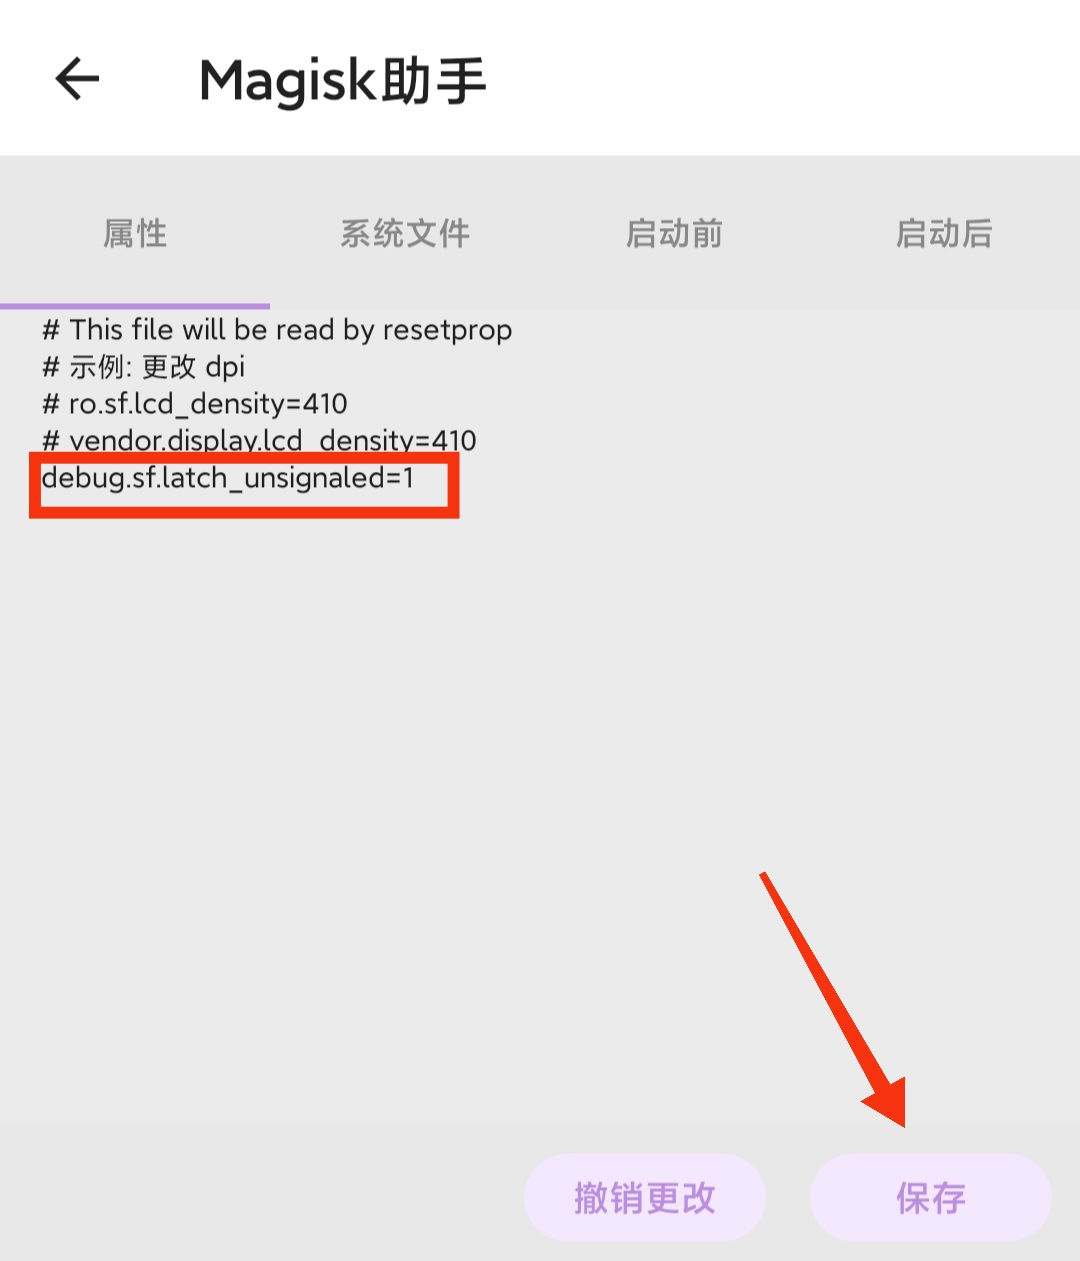 Magisk助手
属性 系统文件 启动前 启动后
# This file will be read by resetprop
# 示例: 更改 dpi
# ro.sf.lcd_density=410
# vendor.display.lcd_density=410
debug.sf.latch_unsignaled=1
撤销更改 保存